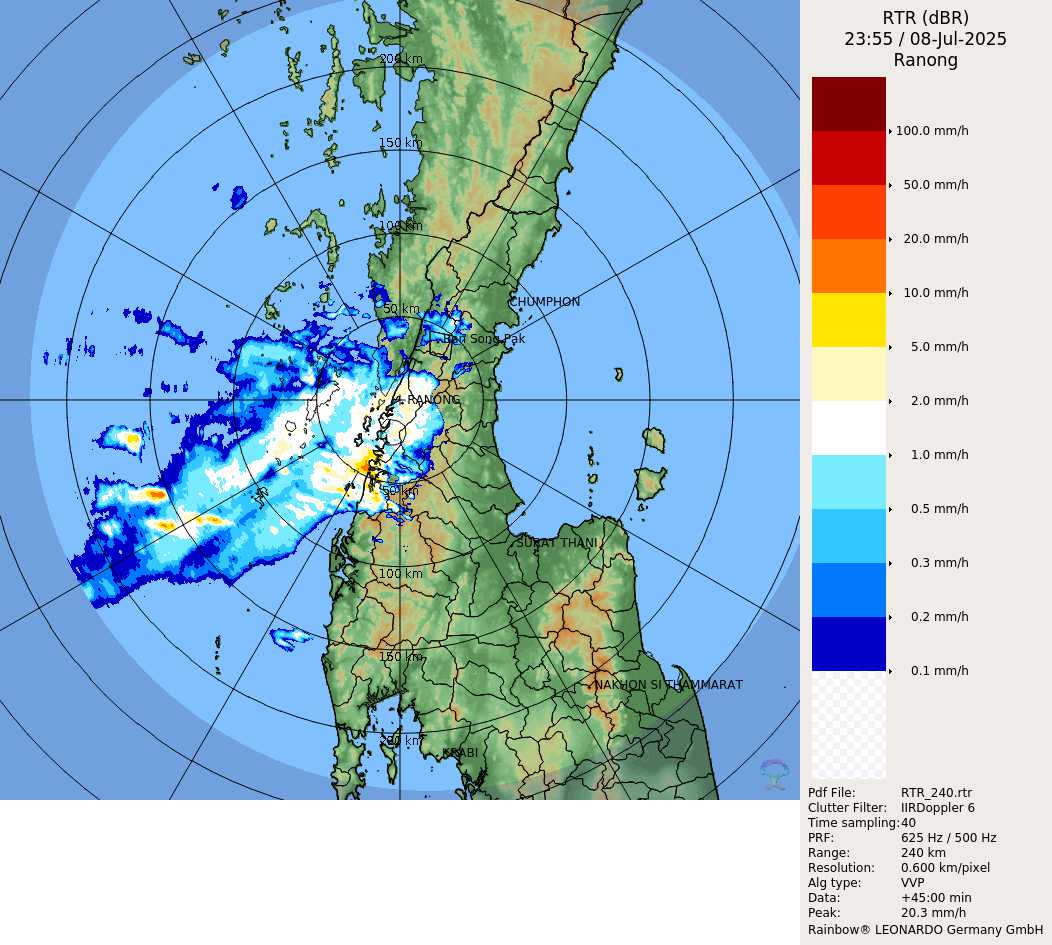 RTR (dBR)
23:55 / 08-Jul-2025
Ranong
100.0 mm/h
50.0 mm/h
20.0 mm/h
10.0 mm/h
5.0 mm/h
2.0 mm/h
1.0 mm/h
0.5 mm/h
0.3 mm/h
0.2 mm/h
0.1 mm/h
200 km
150 km
100 km
50 km
CHUMPHON
Ban Song Pak
RANONG
50 km
SURAT THANI
100 km
150 km
NAKHON SI THAMMARAT
200 km
KRABI
Pdf File: RTR_240.rtr
Clutter Filter: IIRDoppler 6
Time sampling: 40
PRF: 625 Hz / 500 Hz
Range: 240 km
Resolution: 0.600 km/pixel
Alg type: VVP
Data: +45:00 min
Peak: 20.3 mm/h
Rainbow® LEONARDO Germany GmbH